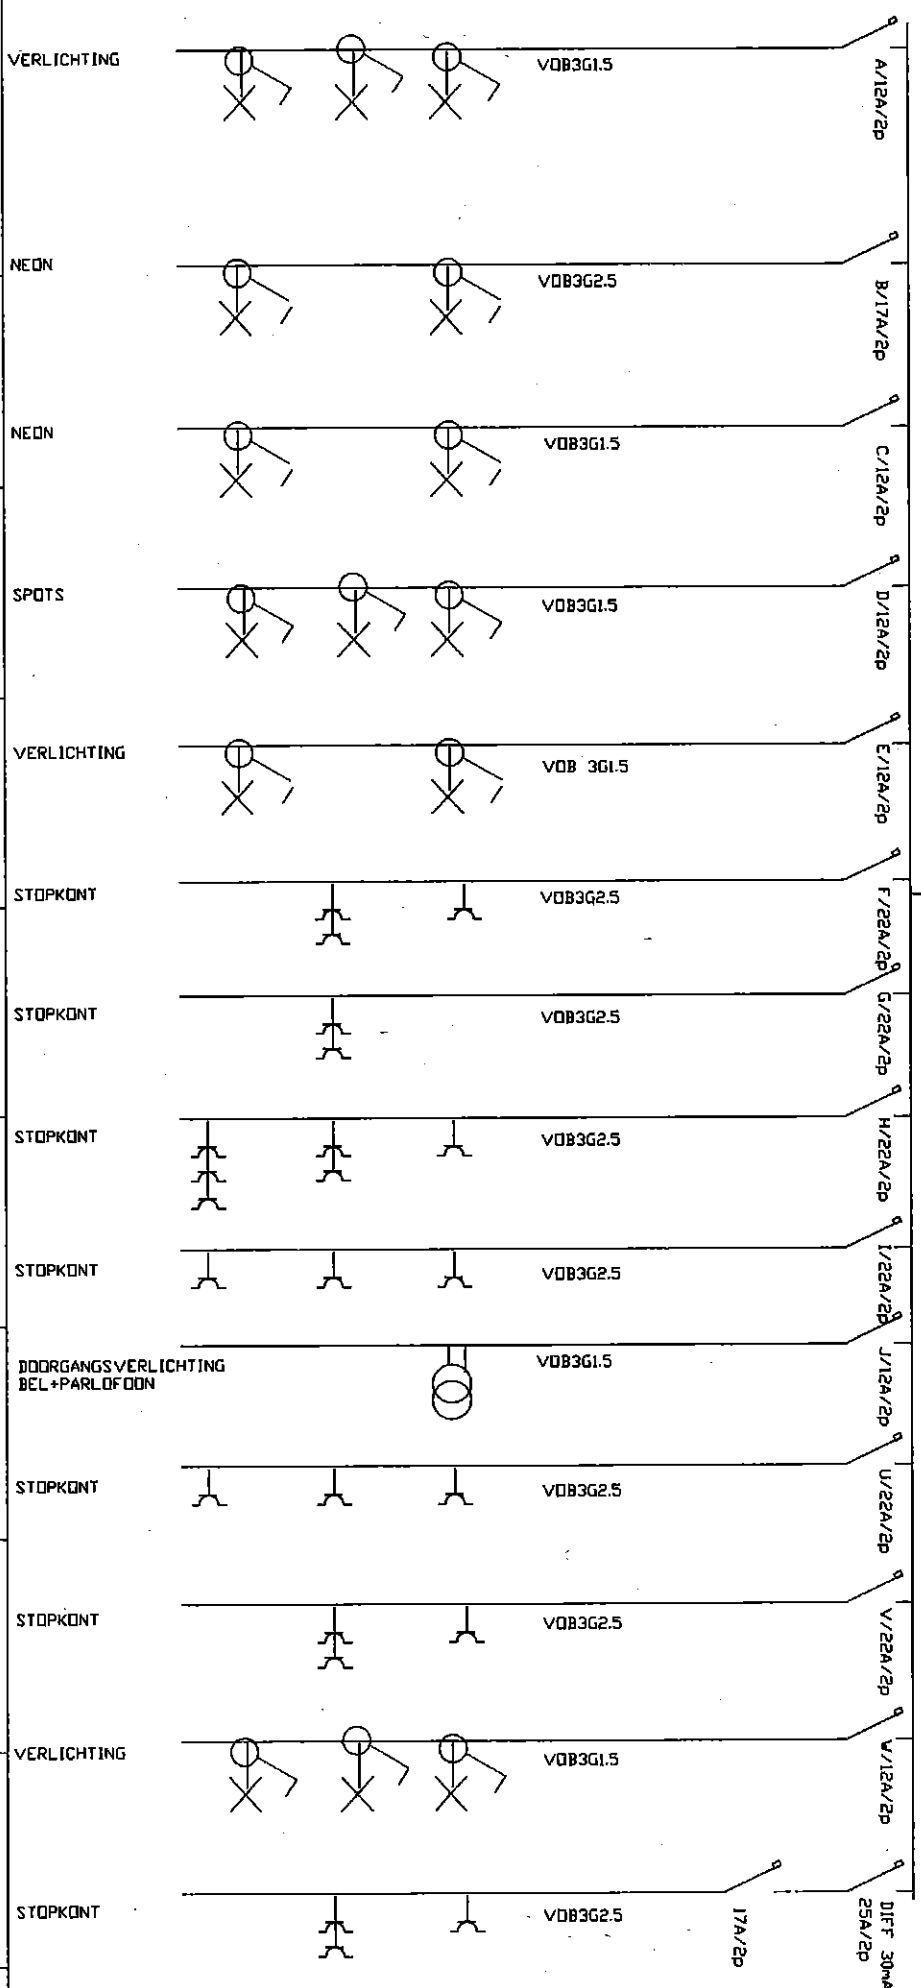 VERLICHTING
VOB3G1.5
A/12A/2p
NEON
VOB3G2.5
B/17A/2p
NEON
VOB3G1.5
C/12A/2p
SPOTS
VOB3G1.5
D/12A/2p
VERLICHTING
VOB 3G1.5
E/12A/2p
STOPKONT
VOB3G2.5
F/22A/2p
STOPKONT
VOB3G2.5
G/22A/2p
STOPKONT
VOB3G2.5
H/22A/2p
STOPKONT
VOB3G2.5
I/22A/2p
DOORGANGSVERLICHTING
BEL+PARLOFOON
VOB3G1.5
J/12A/2p
STOPKONT
VOB3G2.5
U/22A/2p
STOPKONT
VOB3G2.5
V/22A/2p
VERLICHTING
VOB3G1.5
W/12A/2p
STOPKONT
VOB3G2.5
17A/2p
DIFF 30mA
25A/2p